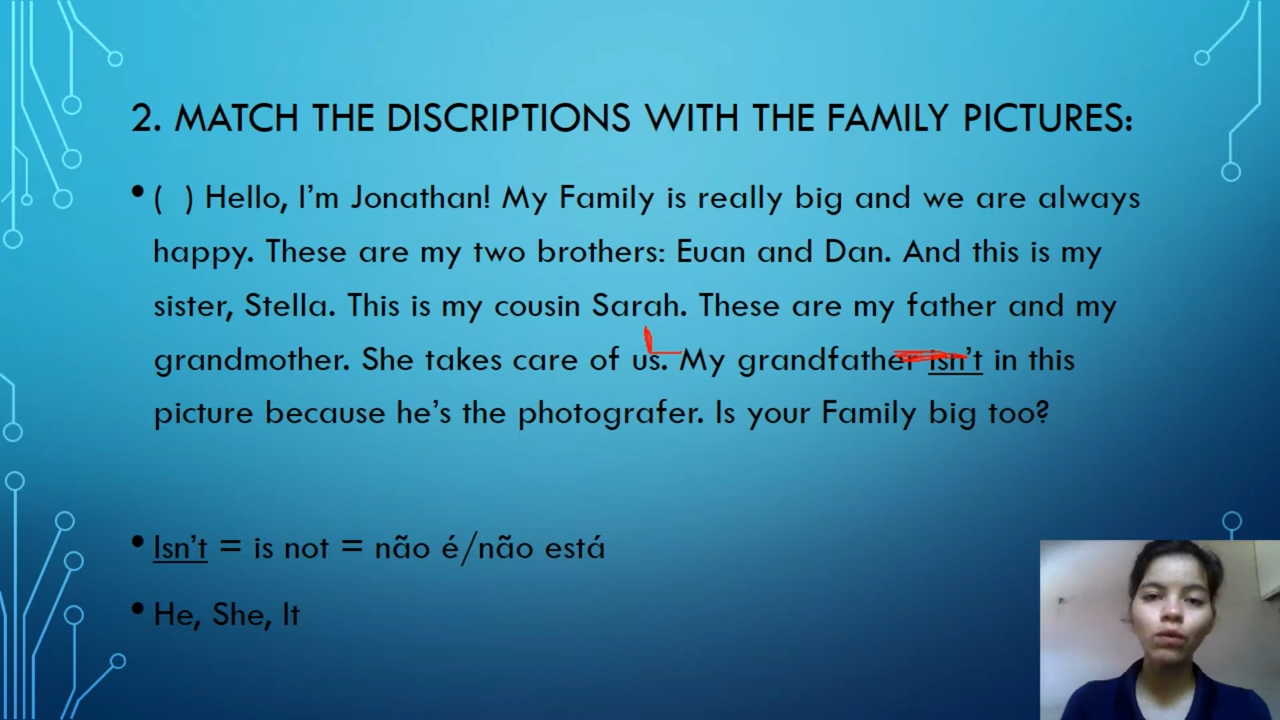 2. MATCH THE DISCRIPTIONS WITH THE FAMILY PICTURES:
• ( ) Hello, I'm Jonathan! My Family is really big and we are always
happy. These are my two brothers: Euan and Dan. And this is my
sister, Stella. This is my cousin Sarah. These are my father and my
grandmother. She takes care of us. My grandfather isn't in this
picture because he's the photografer. Is your Family big too?
• Isn't = is not = não é/não está
• He, She, It